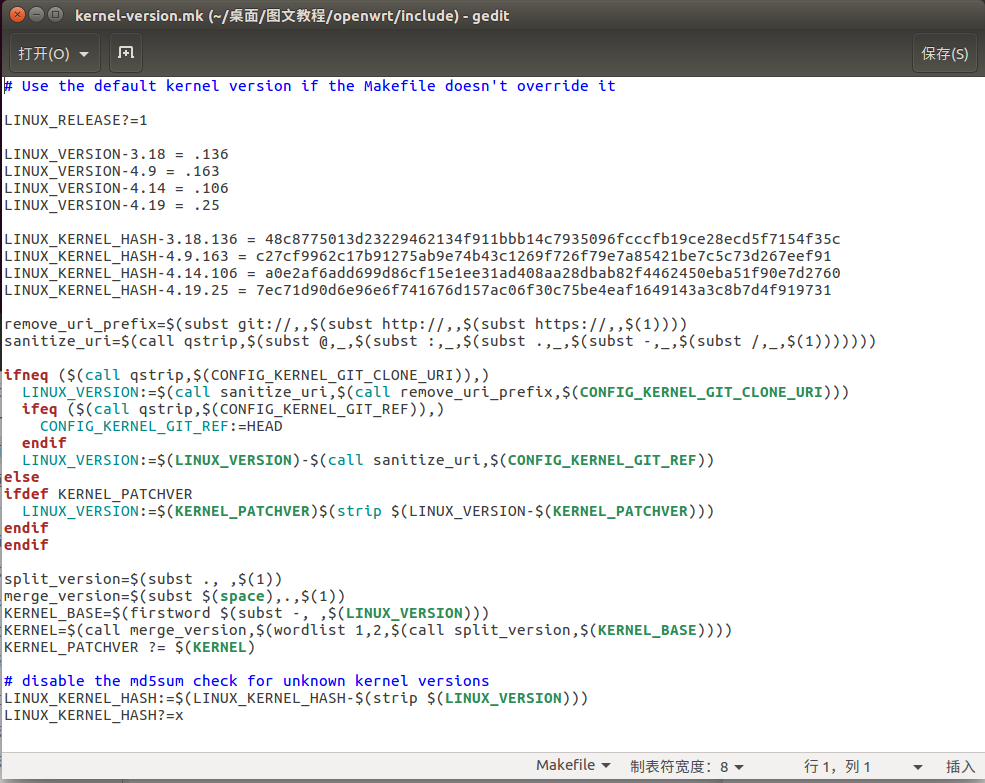 kernel-version.mk (~/桌面/图文教程/openwrt/include) - gedit
打开(O)
保存(S)
# Use the default kernel version if the Makefile doesn't override it
LINUX_RELEASE?=1
LINUX_VERSION-3.18 = .136
LINUX_VERSION-4.9 = .163
LINUX_VERSION-4.14 = .106
LINUX_VERSION-4.19 = .25
LINUX_KERNEL_HASH-3.18.136 = 48c8775013d23229462134f911bbb14c7935096fcccfb19ce28ecd5f7154f35c
LINUX_KERNEL_HASH-4.9.163 = c27cf9962c17b91275ab9e74b43c1269f726f79e7a85421be7c5c73d267eef91
LINUX_KERNEL_HASH-4.14.106 = a0e2af6add699d86cf15e1ee31ad408aa28dbab82f4462450eba51f90e7d2760
LINUX_KERNEL_HASH-4.19.25 = 7ec71d90d6e96e6f741676d157ac06f30c75be4eaf1649143a3c8b7d4f919731
remove_uri_prefix=$(subst git://,,$(subst http://,,$(subst https://,,$(1))))
sanitize_uri=$(call qstrip,$(subst @,_,$(subst :,_,$(subst .,_,$(subst -,_,$(subst /,_,$(1)))))))
ifneq ($(call qstrip,$(CONFIG_KERNEL_GIT_CLONE_URI)),)
  LINUX_VERSION:=$(call sanitize_uri,$(call remove_uri_prefix,$(CONFIG_KERNEL_GIT_CLONE_URI)))
  ifeq ($(call qstrip,$(CONFIG_KERNEL_GIT_REF)),)
    CONFIG_KERNEL_GIT_REF:=HEAD
  endif
  LINUX_VERSION:=$(LINUX_VERSION)-$(call sanitize_uri,$(CONFIG_KERNEL_GIT_REF))
else
ifdef KERNEL_PATCHVER
  LINUX_VERSION:=$(KERNEL_PATCHVER)$(strip $(LINUX_VERSION-$(KERNEL_PATCHVER)))
endif
endif
split_version=$(subst ., ,$(1))
merge_version=$(subst $(space),.,$(1))
KERNEL_BASE=$(firstword $(subst -, ,$(LINUX_VERSION)))
KERNEL=$(call merge_version,$(wordlist 1,2,$(call split_version,$(KERNEL_BASE))))
KERNEL_PATCHVER ?= $(KERNEL)
# disable the md5sum check for unknown kernel versions
LINUX_KERNEL_HASH:=$(LINUX_KERNEL_HASH-$(strip $(LINUX_VERSION)))
LINUX_KERNEL_HASH?=x
Makefile 制表符宽度: 8 行 1, 列 1 插入